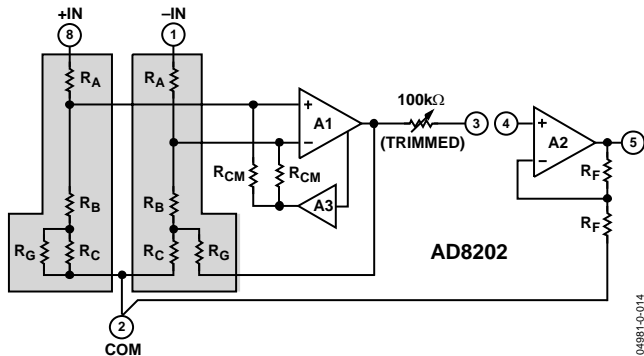 +IN
–IN
8
1
RA
RA
100kΩ
+
A1
–
3
4
+
A2
–
5
(TRIMMED)
RCM
RCM
RF
RB
RB
A3
RG
RC
RC
RG
RF
AD8202
2
COM
04981-0-014